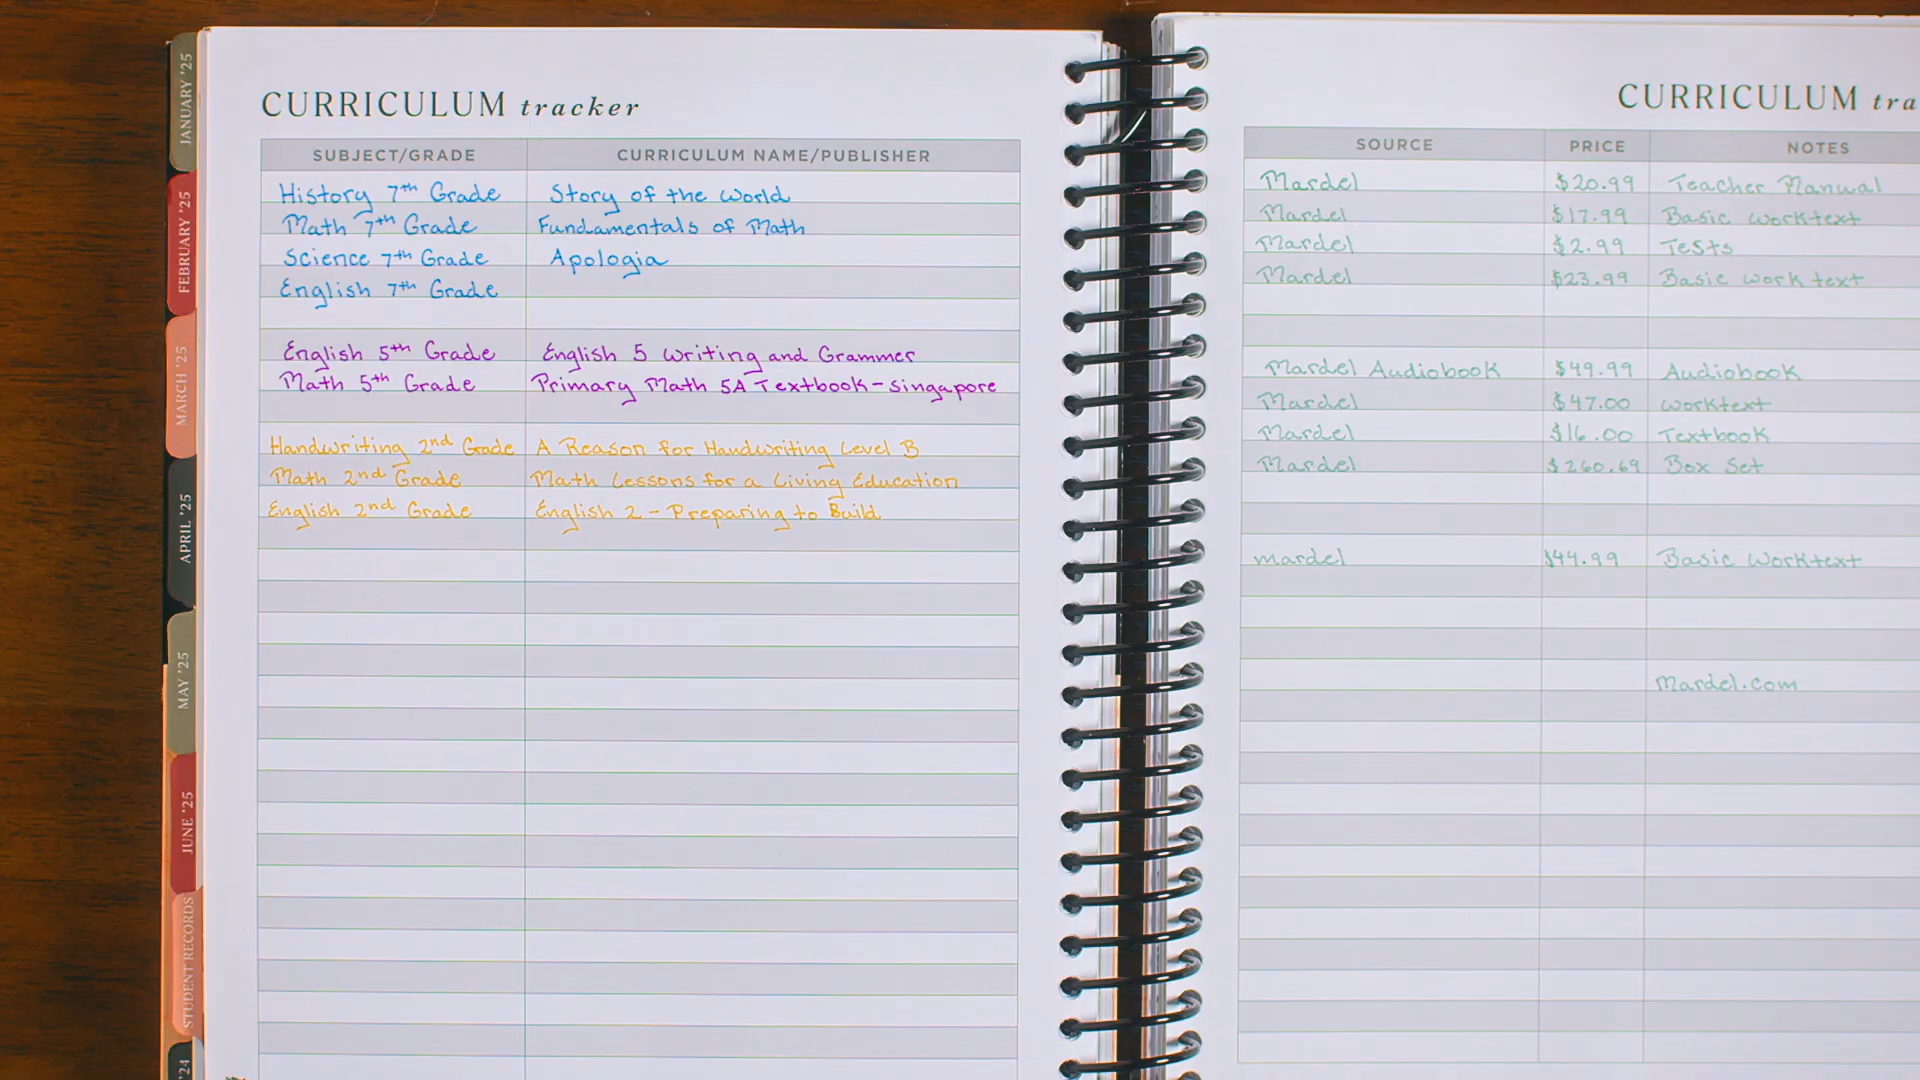 CURRICULUM tracker
SUBJECT/GRADE CURRICULUM NAME/PUBLISHER
History 7th Grade Story of the World
Math 7th Grade Fundamentals of Math
Science 7th Grade Apologia
English 7th Grade
English 5th Grade English 5 Writing and Grammer
Math 5th Grade Primary Math 5A Textbook - Singapore
Handwriting 2nd Grade A Reason for Handwriting Level B
Math 2nd Grade Math Lessons for a Living Education
English 2nd Grade English 2 - Preparing to Build
CURRICULUM tra
SOURCE PRICE NOTES
Mardel $20.99 Teacher Manual
Mardel $17.99 Basic worktext
Mardel $2.99 Tests
Mardel $23.99 Basic work text
Mardel Audiobook $49.99 Audiobook
Mardel $47.00 worktext
Mardel $16.00 Textbook
Mardel $260.69 Box Set
mardel $44.99 Basic Worktext
Mardel.com
JANUARY '25
FEBRUARY '25
MARCH '25
APRIL '25
MAY '25
JUNE '25
STUDENT RECORDS
'24